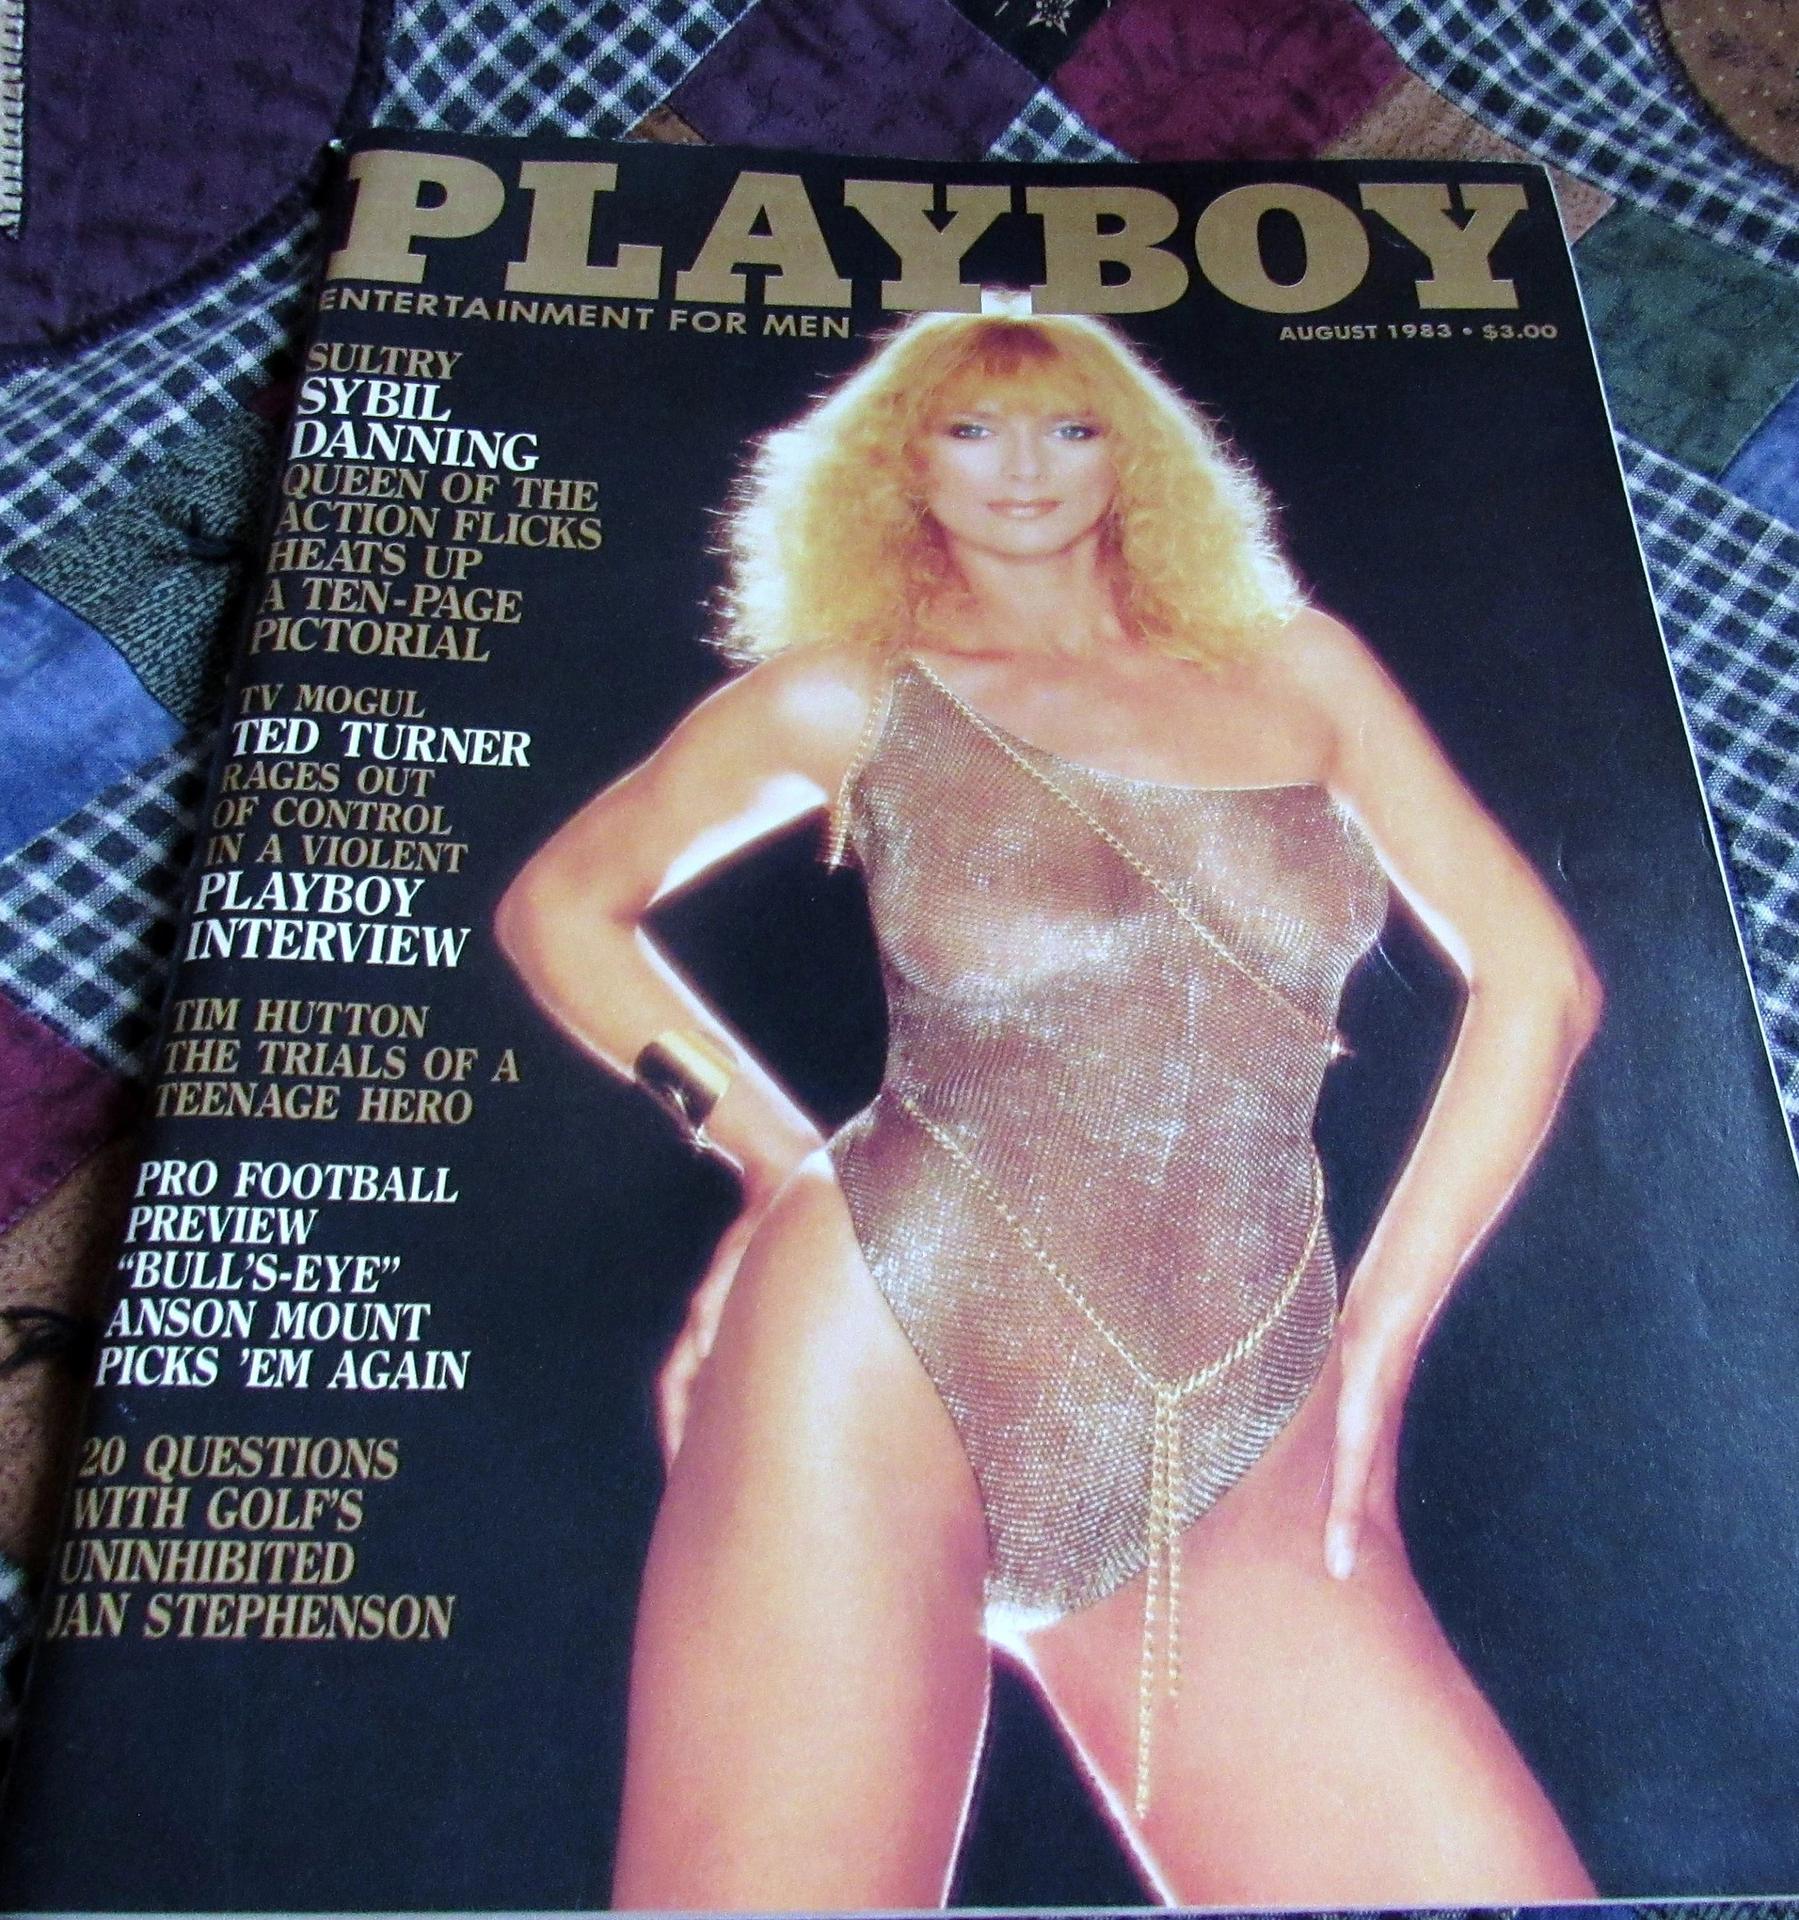 PLAYBOY
ENTERTAINMENT FOR MEN
AUGUST 1983 • $3.00
SULTRY
SYBIL
DANNING
QUEEN OF THE
ACTION FLICKS
HEATS UP
A TEN-PAGE
PICTORIAL
TV MOGUL
TED TURNER
RAGES OUT
OF CONTROL
IN A VIOLENT
PLAYBOY
INTERVIEW
TIM HUTTON
THE TRIALS OF A
TEENAGE HERO
PRO FOOTBALL
PREVIEW
“BULL’S-EYE”
ANSON MOUNT
PICKS ’EM AGAIN
20 QUESTIONS
WITH GOLF’S
UNINHIBITED
JAN STEPHENSON